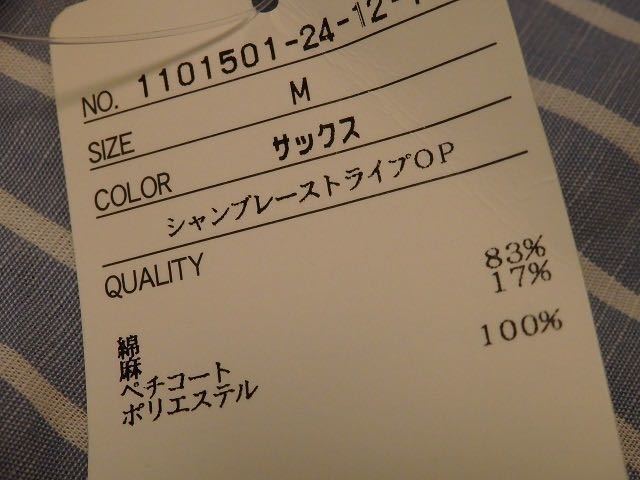 NO. 1101501-24-12-
SIZE M
COLOR サックス
シャンブレーストライプOP
QUALITY
綿 83%
麻 17%
ペチコート
ポリエステル 100%